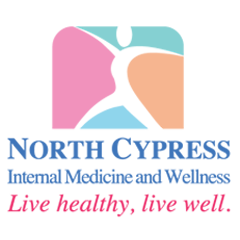 NORTH CYPRESS
Internal Medicine and Wellness
Live healthy, live well.